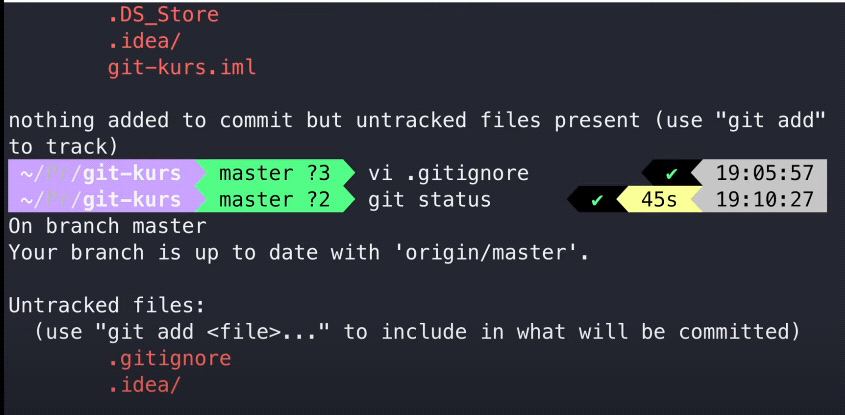 .DS_Store
.idea/
git-kurs.iml
nothing added to commit but untracked files present (use "git add"
to track)
~/Pr/git-kurs master ?3 vi .gitignore ✔ 19:05:57
~/Pr/git-kurs master ?2 git status ✔ 45s 19:10:27
On branch master
Your branch is up to date with 'origin/master'.
Untracked files:
(use "git add <file>..." to include in what will be committed)
.gitignore
.idea/